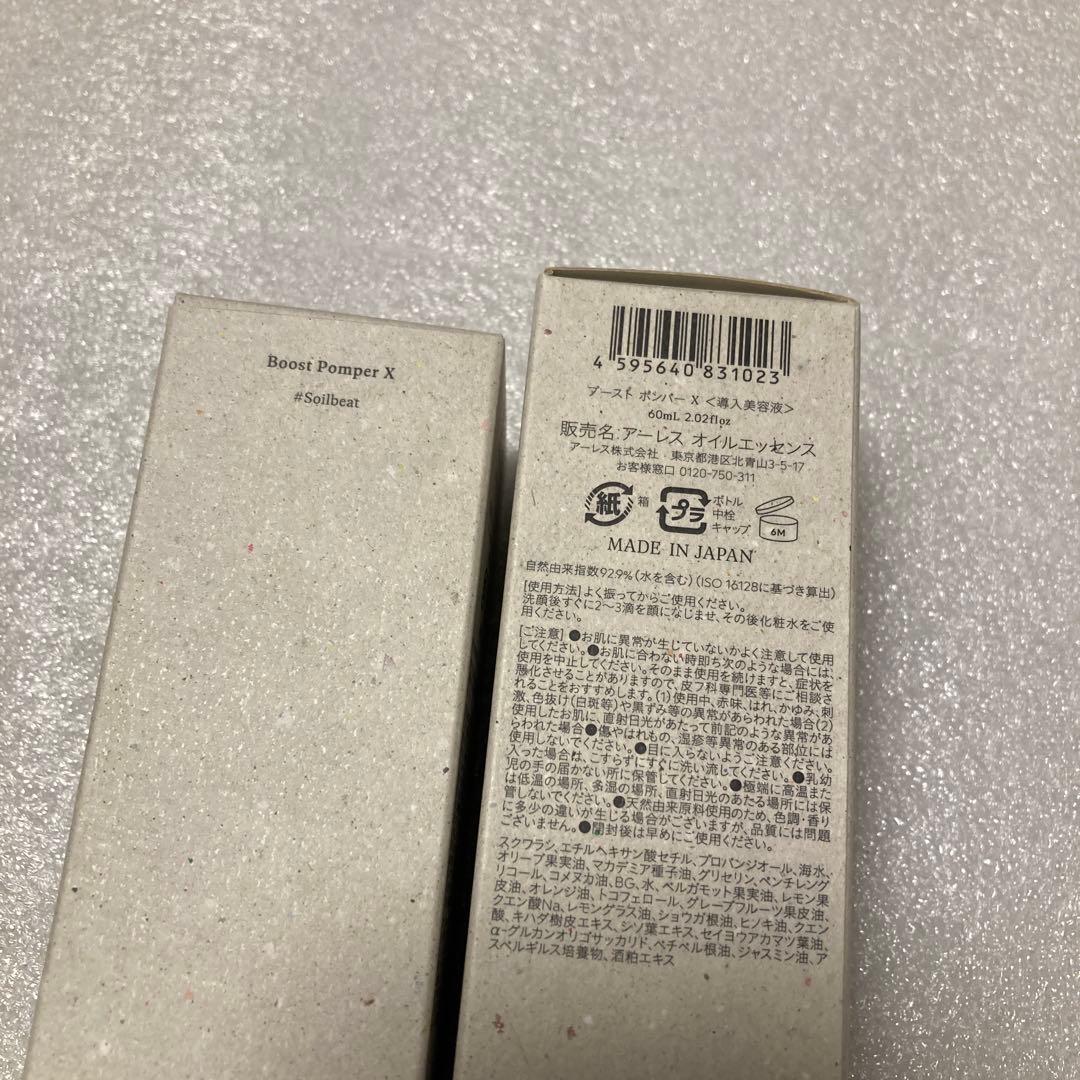 Boost Pomper X
#Soilbeat
4 595640 831023
ブースト ポンパー X <導入美容液>
60mL 2.02floz
販売名:アーレス オイルエッセンス
アーレス株式会社・東京都港区北青山3-5-17
お客様窓口 0120-750-311
紙 箱
プラ ボトル
中栓
キャップ
6M
MADE IN JAPAN
自然由来指数92.9%(水を含む)(ISO 16128に基づき算出)
[使用方法]よく振ってからご使用ください。
洗顔後すぐに2〜3滴を顔になじませ、その後化粧水をご使
用ください。
[ご注意]●お肌に異常が生じていないかよく注意して使用
してください。●お肌に合わない時即ち次のような場合には、
使用を中止してください。そのまま使用を続けますと、症状を
悪化させることがありますので、皮フ科専門医等にご相談さ
れることをおすすめします。(1)使用中、赤味、はれ、かゆみ、刺
激、色抜け(白斑等)や黒ずみ等の異常があらわれた場合(2)
使用したお肌に、直射日光があたって前記のような異常があ
らわれた場合●傷やはれもの、湿疹等異常のある部位には
使用しないでください。●目に入らないようご注意ください。
入った場合は、こすらずにすぐに洗い流してください。●乳幼
児の手の届かない所に保管してください。●極端に高温また
は低温の場所、多湿の場所、直射日光のあたる場所には保
管しないでください。●天然由来原料使用のため、色調・香り
に多少の違いが生じる場合がございますが、品質には問題
ございません。●開封後は早めにご使用ください。
スクワラン、エチルヘキサン酸セチル、プロパンジオール、海水、
オリーブ果実油、マカデミア種子油、グリセリン、ペンチレング
リコール、コメヌカ油、BG、水、ベルガモット果実油、レモン果
皮油、オレンジ油、トコフェロール、グレープフルーツ果皮油、
クエン酸Na、レモングラス油、ショウガ根油、ヒノキ油、クエン
酸、キハダ樹皮エキス、シソ葉エキス、セイヨウアカマツ葉油、
α-グルカンオリゴサッカリド、ベチベル根油、ジャスミン油、ア
スペルギルス培養物、酒粕エキス